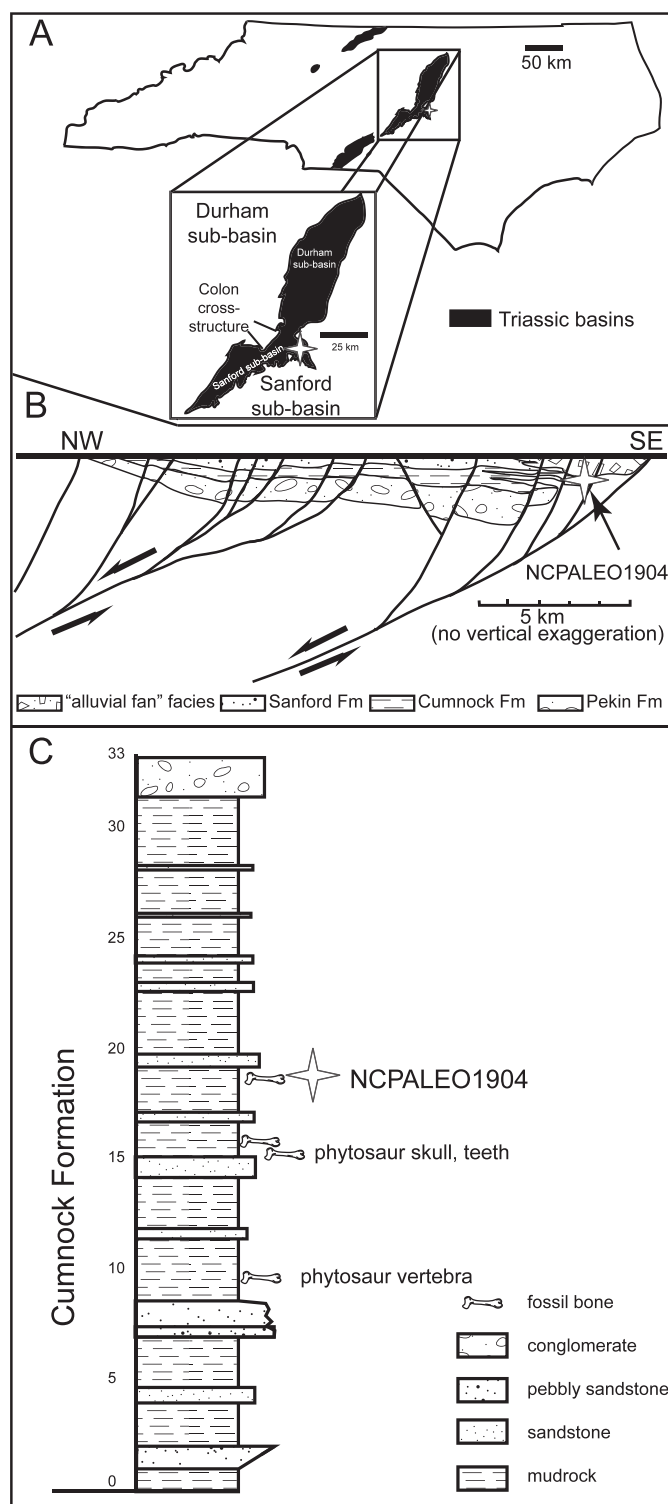 A
50 km
Durham
sub-basin
Durham
sub-basin
Colon
cross-
structure
25 km
Sanford sub-basin
Sanford
sub-basin
Triassic basins
B
NW
SE
NCPALEO1904
5 km
(no vertical exaggeration)
"alluvial fan" facies
Sanford Fm
Cumnock Fm
Pekin Fm
C
33
30
25
20
NCPALEO1904
phytosaur skull, teeth
15
Cumnock Formation
10
phytosaur vertebra
fossil bone
conglomerate
5
pebbly sandstone
sandstone
mudrock
0